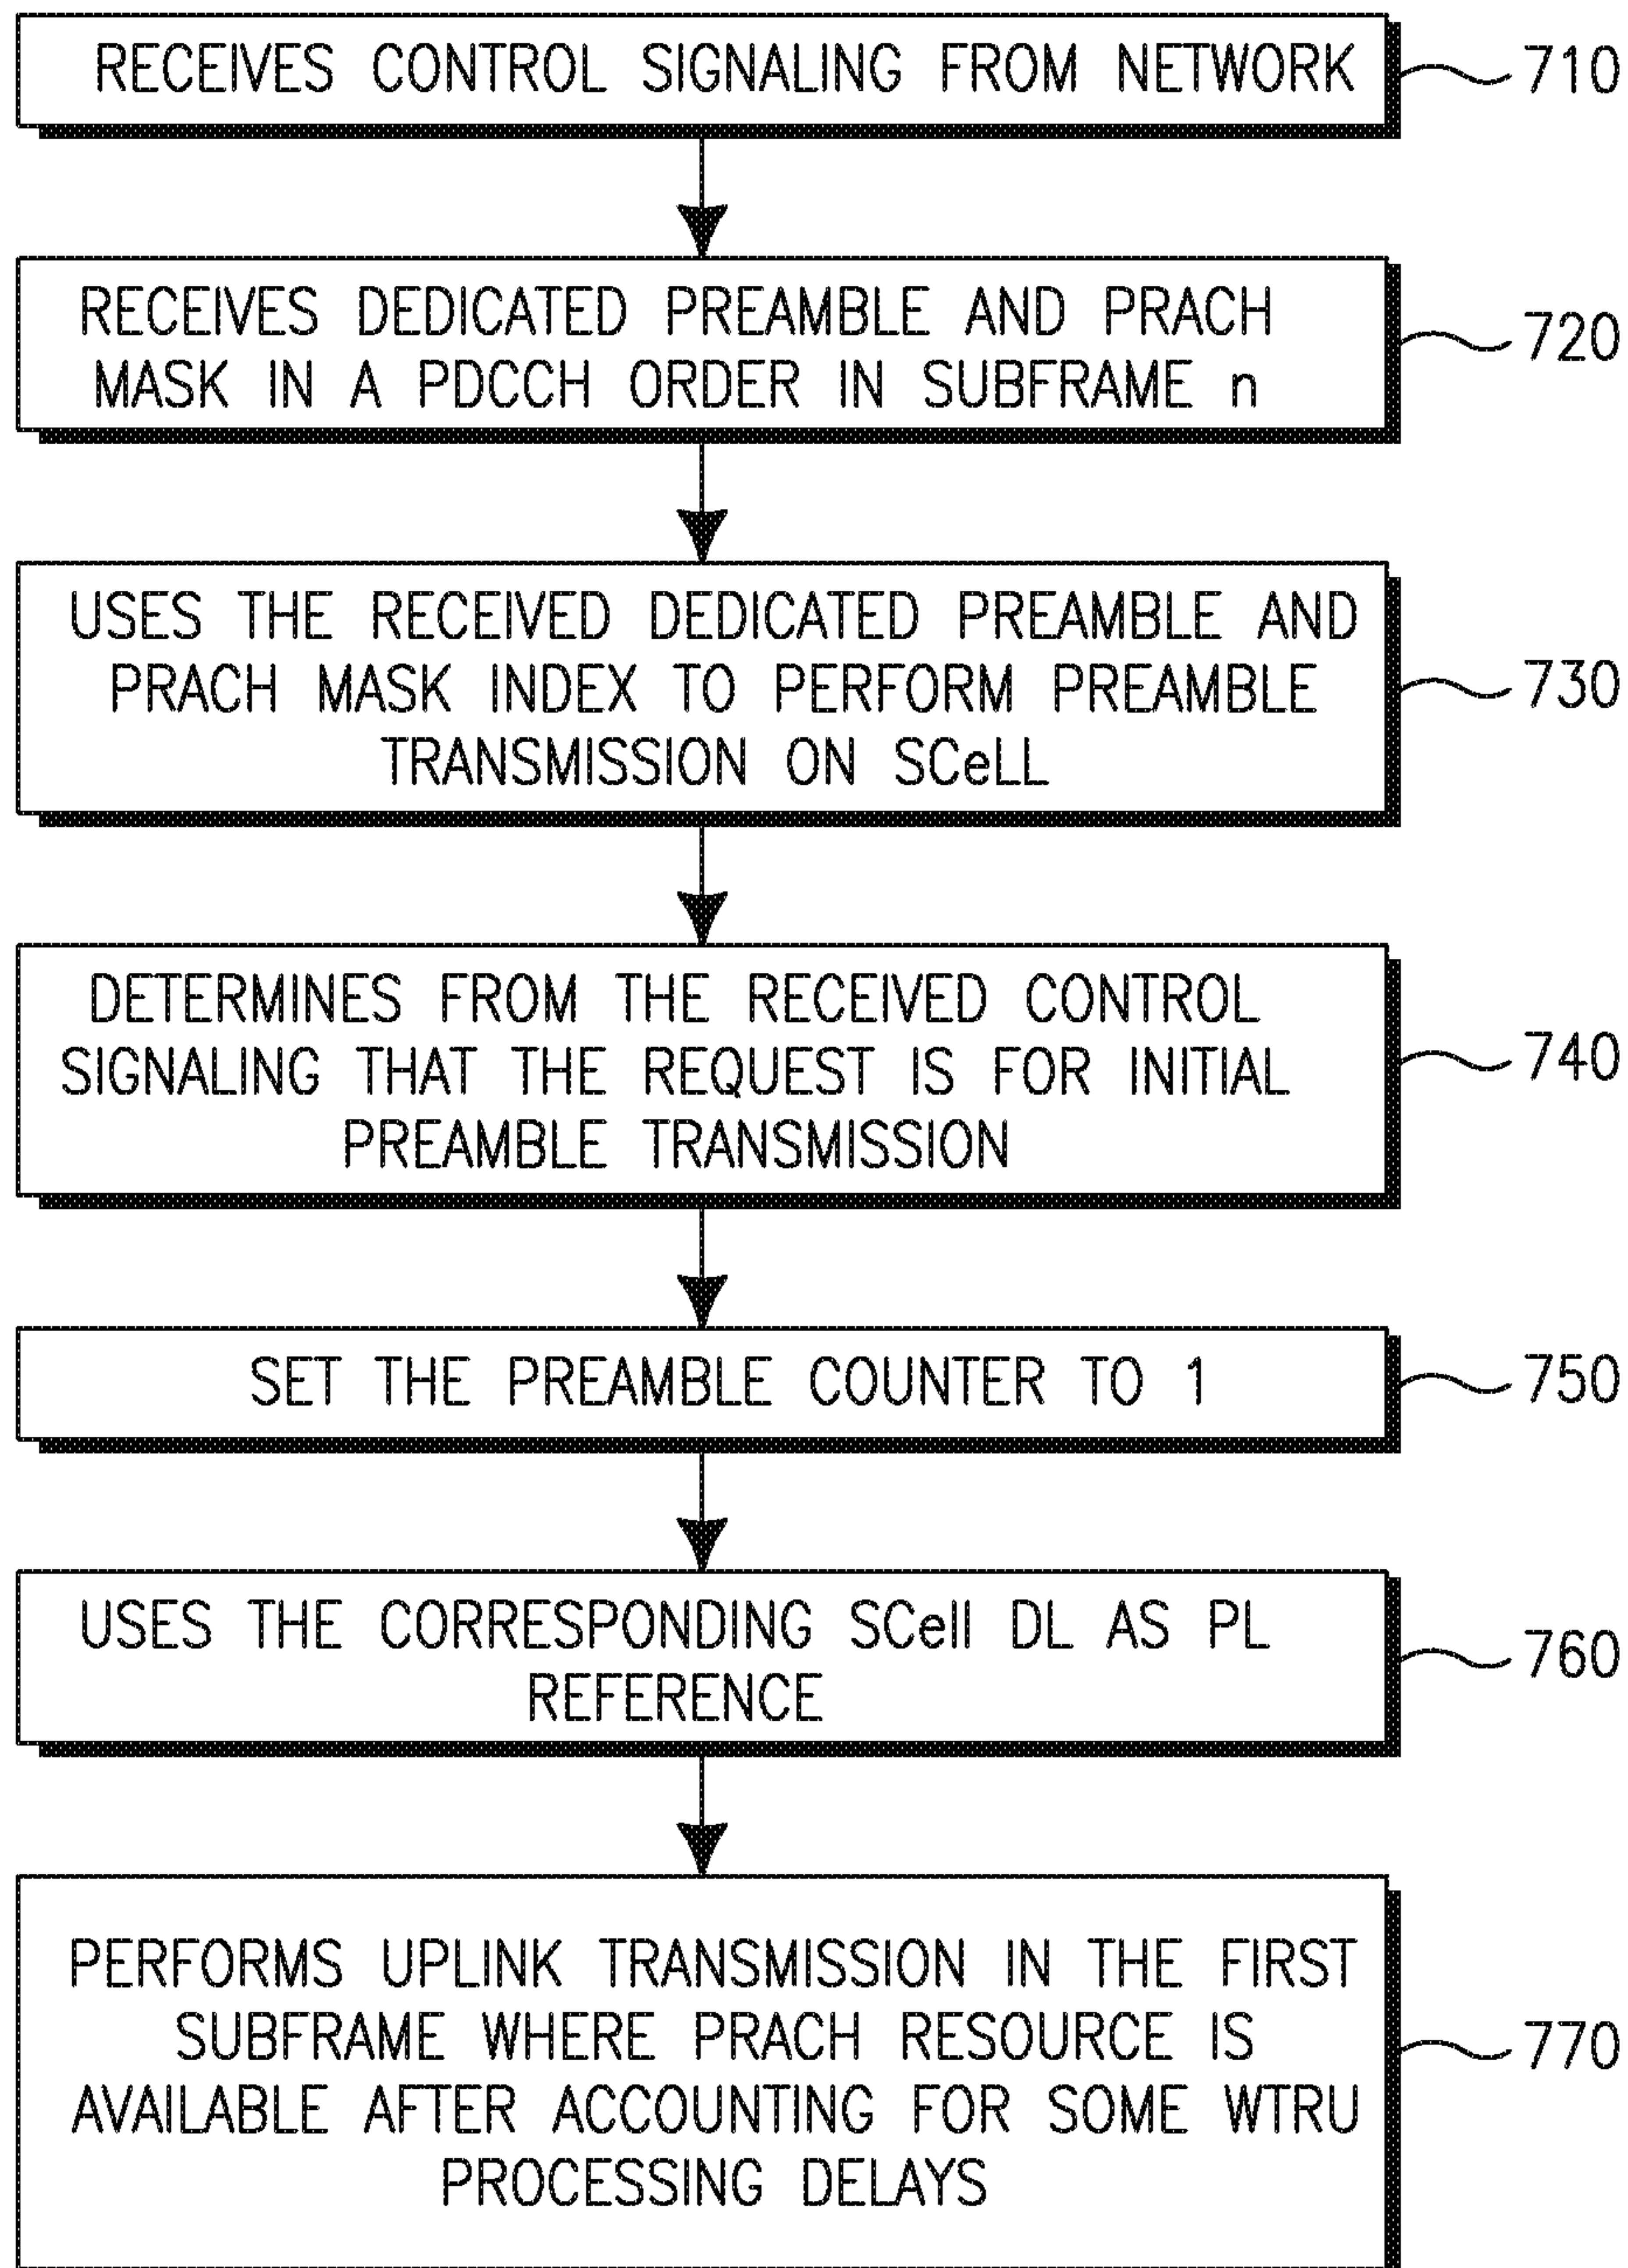 RECEIVES CONTROL SIGNALING FROM NETWORK
710
RECEIVES DEDICATED PREAMBLE AND PRACH
MASK IN A PDCCH ORDER IN SUBFRAME n
720
USES THE RECEIVED DEDICATED PREAMBLE AND
PRACH MASK INDEX TO PERFORM PREAMBLE
TRANSMISSION ON SCeLL
730
DETERMINES FROM THE RECEIVED CONTROL
SIGNALING THAT THE REQUEST IS FOR INITIAL
PREAMBLE TRANSMISSION
740
SET THE PREAMBLE COUNTER TO 1
750
USES THE CORRESPONDING SCell DL AS PL
REFERENCE
760
PERFORMS UPLINK TRANSMISSION IN THE FIRST
SUBFRAME WHERE PRACH RESOURCE IS
AVAILABLE AFTER ACCOUNTING FOR SOME WTRU
PROCESSING DELAYS
770